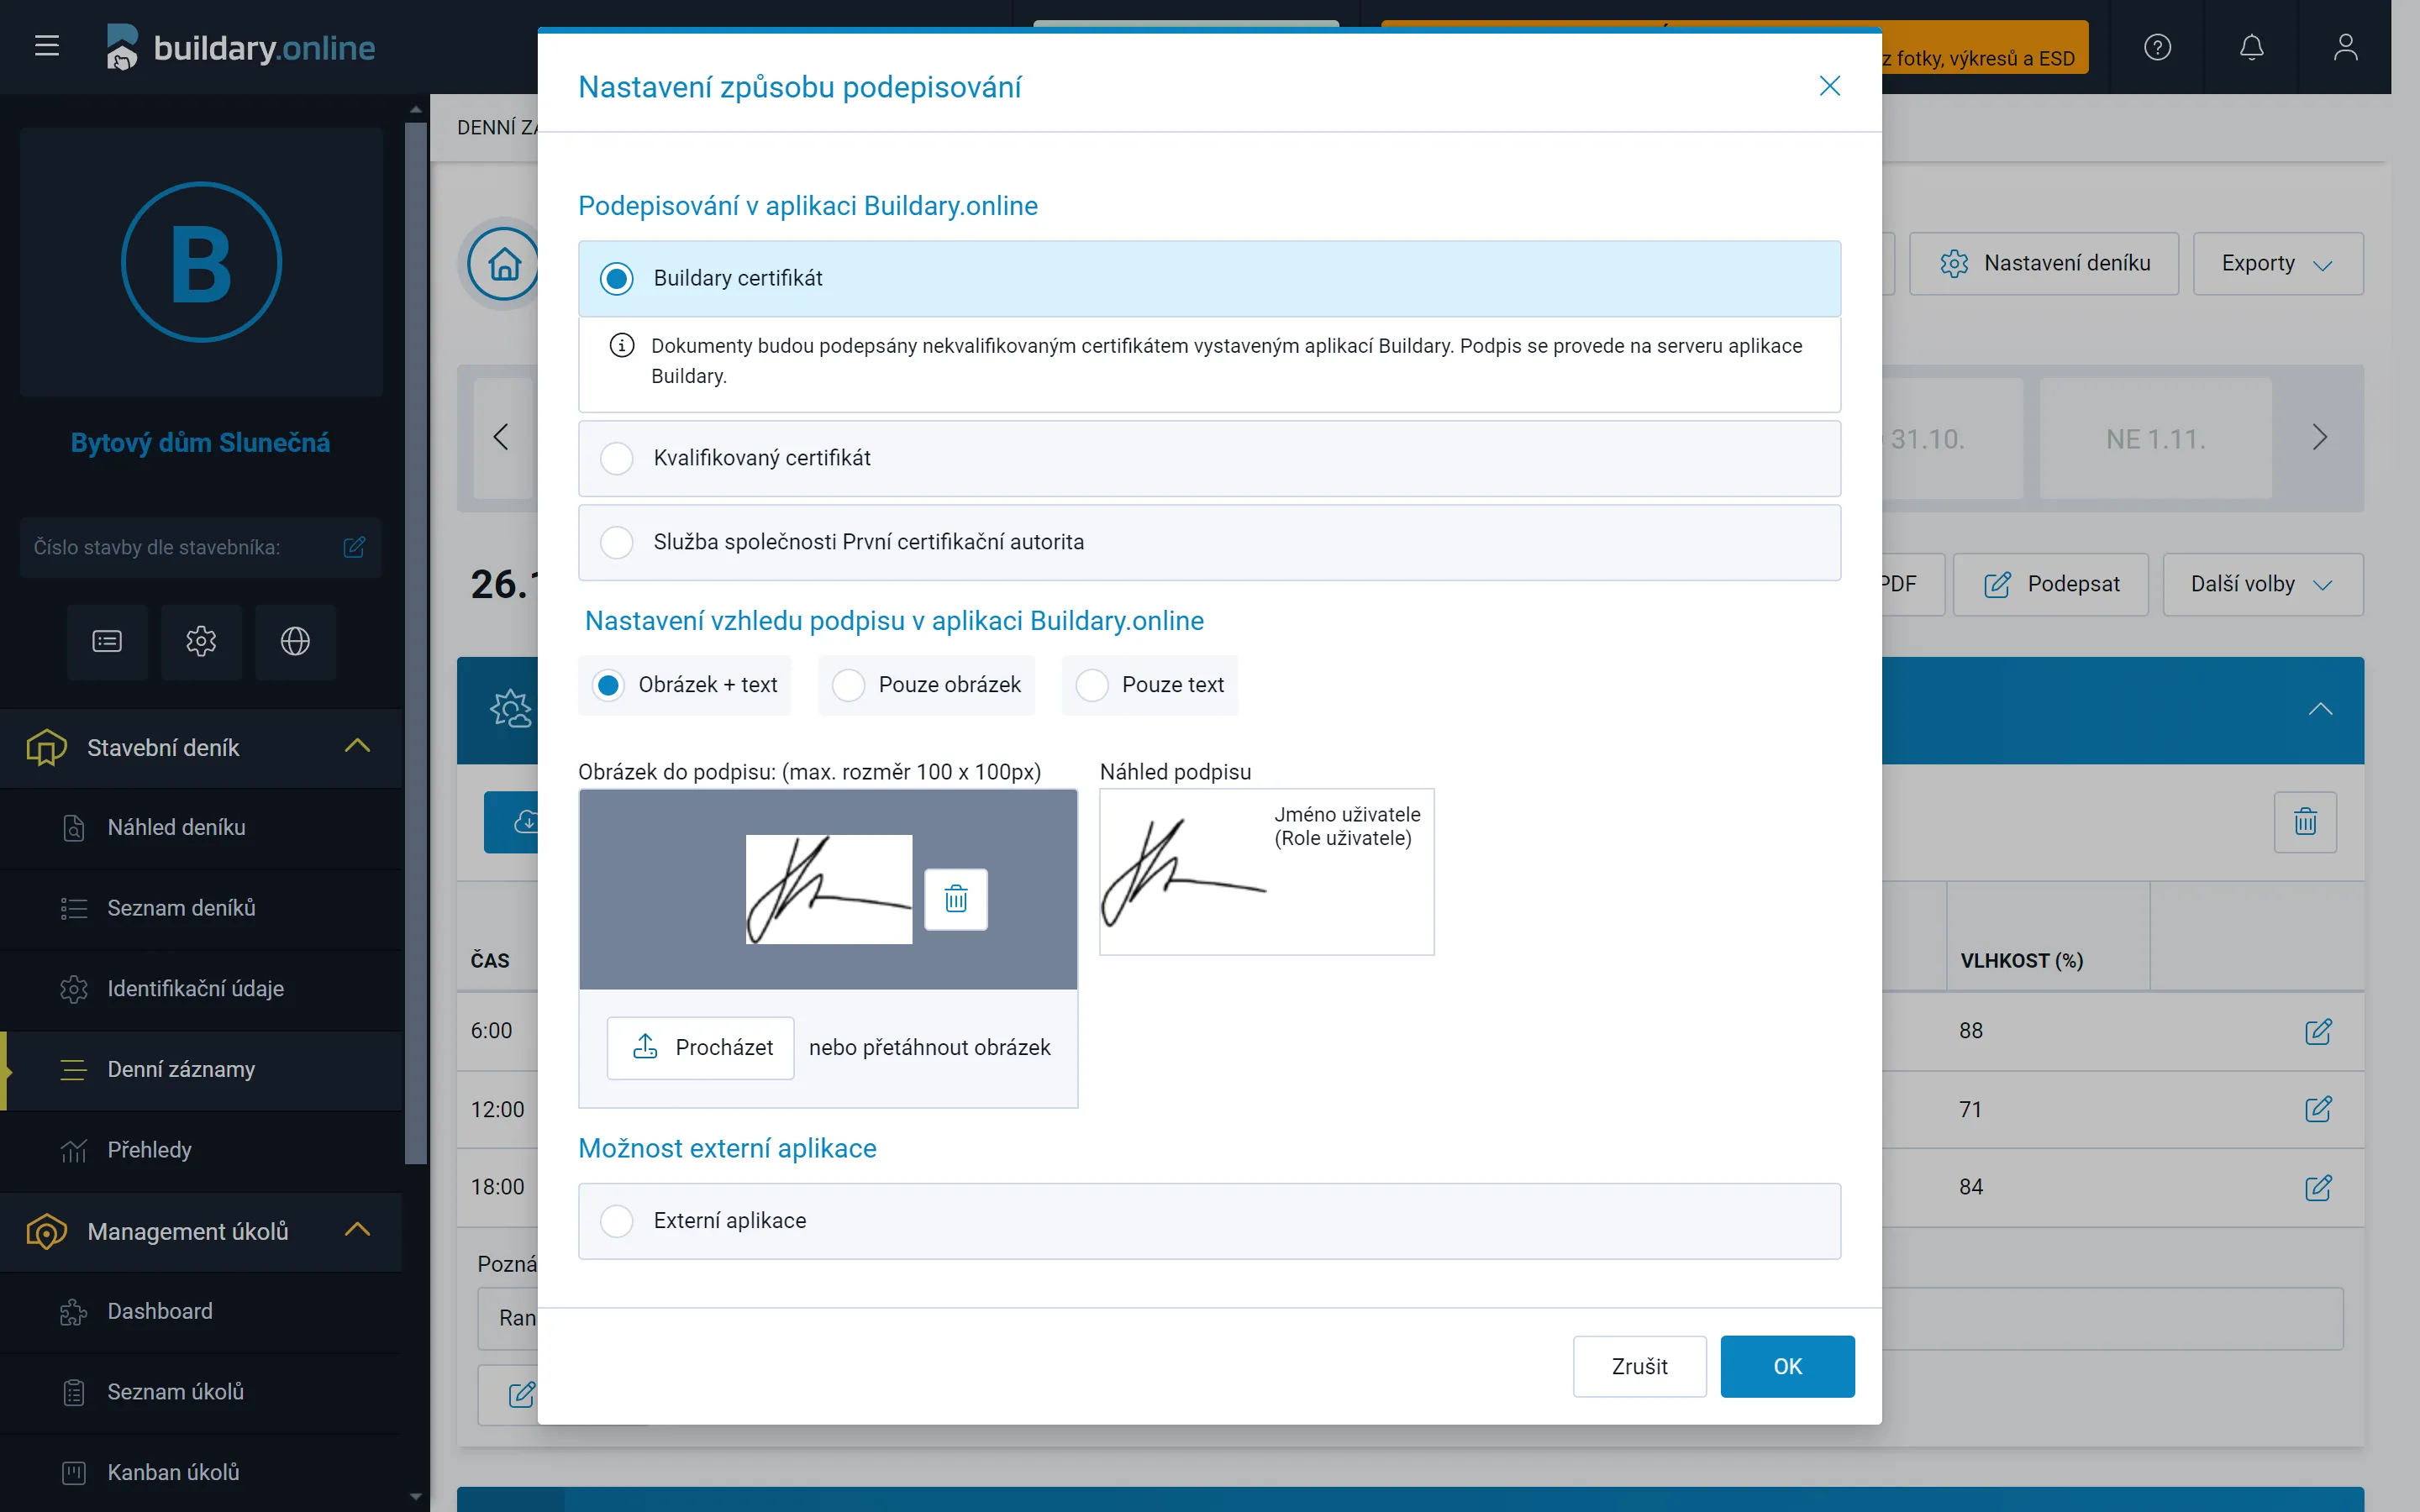 buildary.online
z fotky, výkresů a ESD
B
Bytový dům Slunečná
Číslo stavby dle stavebníka:
Stavební deník
Náhled deníku
Seznam deníků
Identifikační údaje
Denní záznamy
Přehledy
Management úkolů
Dashboard
Seznam úkolů
Kanban úkolů
DENNÍ
Nastavení deníku
Exporty
31.10.
NE 1.11.
26.
PDF
Podepsat
Další volby
ČAS
VLHKOST (%)
6:00
88
12:00
71
18:00
84
Nastavení způsobu podepisování
Podepisování v aplikaci Buildary.online
Buildary certifikát
Dokumenty budou podepsány nekvalifikovaným certifikátem vystaveným aplikací Buildary. Podpis se provede na serveru aplikace
Buildary.
Kvalifikovaný certifikát
Služba společnosti První certifikační autorita
Nastavení vzhledu podpisu v aplikaci Buildary.online
Obrázek + text
Pouze obrázek
Pouze text
Obrázek do podpisu: (max. rozměr 100 x 100px)
Náhled podpisu
Jméno uživatele
(Role uživatele)
Procházet
nebo přetáhnout obrázek
Možnost externí aplikace
Externí aplikace
Zrušit
OK